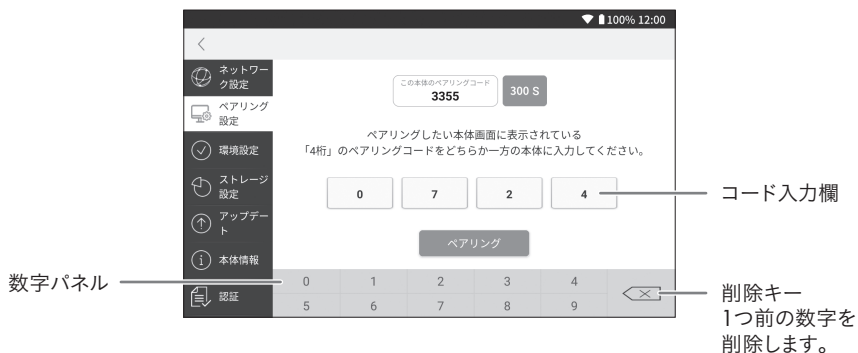 100% 12:00
ネットワー
ク設定
ペアリング
設定
環境設定
ストレージ
設定
アップデー
ト
本体情報
認証
この本体のペアリングコード
3355
300 S
ペアリングしたい本体画面に表示されている
「4桁」のペアリングコードをどちらか一方の本体に入力してください。
0 7 2 4
ペアリング
0 1 2 3 4
5 6 7 8 9
コード入力欄
数字パネル
削除キー
1つ前の数字を
削除します。